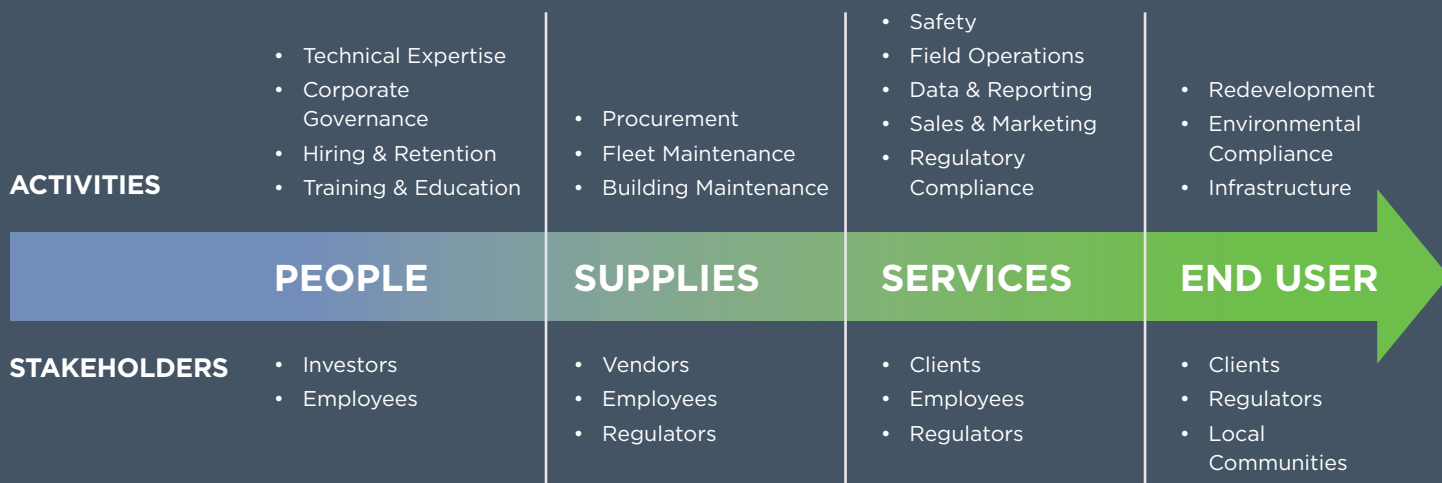 ACTIVITIES
• Technical Expertise
• Corporate
Governance
• Hiring & Retention
• Training & Education
• Procurement
• Fleet Maintenance
• Building Maintenance
• Safety
• Field Operations
• Data & Reporting
• Sales & Marketing
• Regulatory
Compliance
• Redevelopment
• Environmental
Compliance
• Infrastructure
PEOPLE
SUPPLIES
SERVICES
END USER
STAKEHOLDERS
• Investors
• Employees
• Vendors
• Employees
• Regulators
• Clients
• Employees
• Regulators
• Clients
• Regulators
• Local
Communities